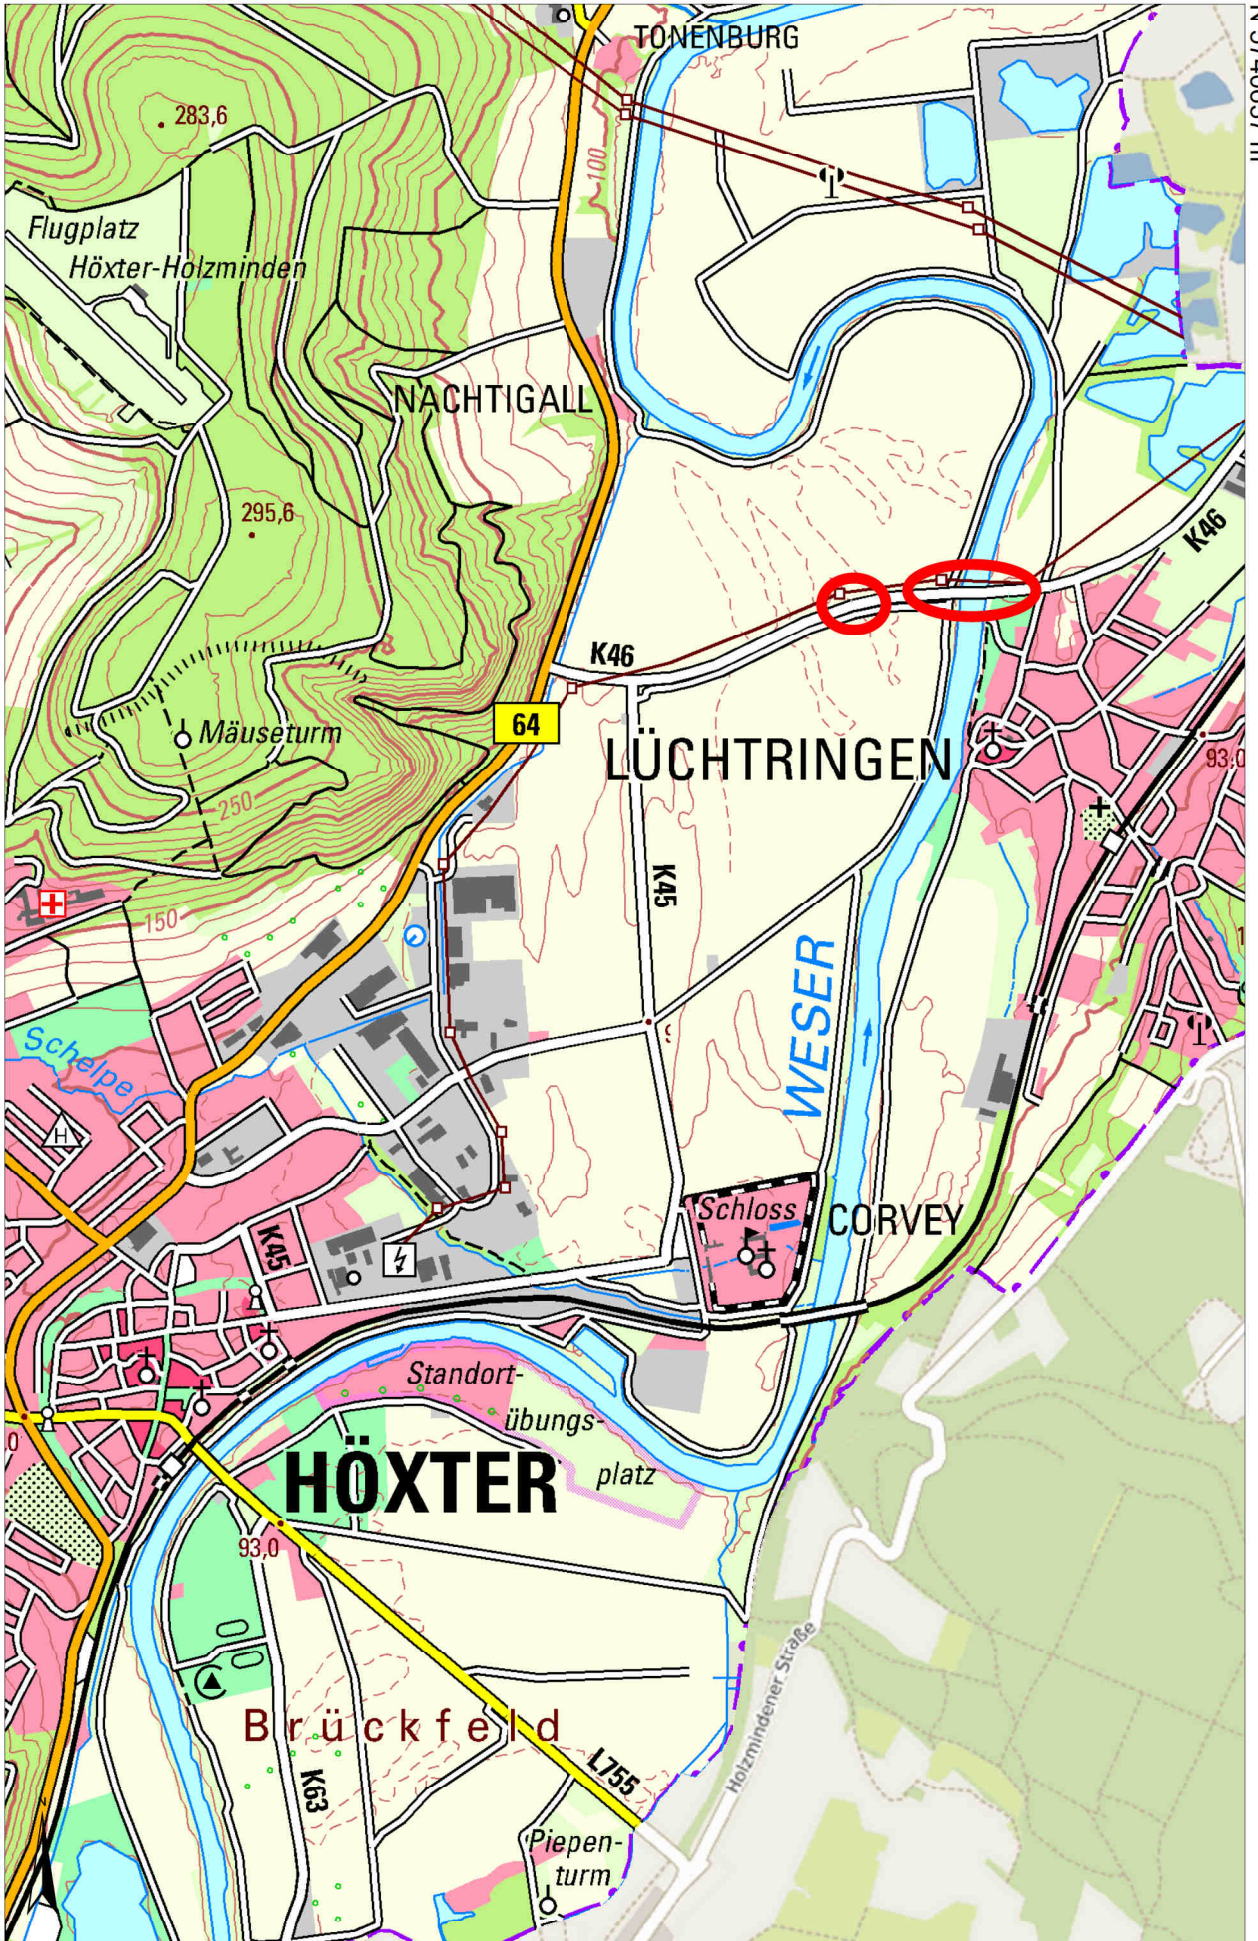 TONENBURG
283,6
100
Flugplatz
Höxter-Holzminden
NACHTIGALL
295,6
K46
K46
64
Mäuseturm
LÜCHTRINGEN
93,0
250
K45
150
WESER
Schelpe
H
Schloss
CORVEY
K45
Standort-
übungs-
platz
HÖXTER
93,0
Holzmindener Straße
Brückfeld
L755
K63
Piepen-
turm